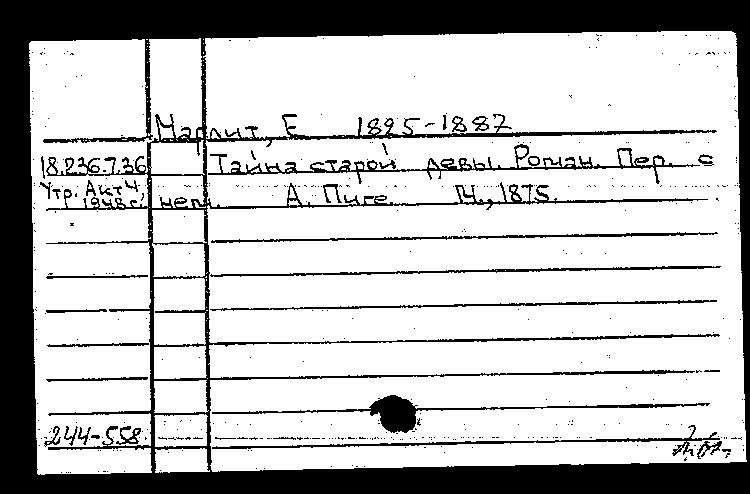 Марлит, Е 1825-1887
18.236.7.36 Тайна старой девы. Роман. Пер. с
Утр. Акт 4, 1948 г. нем. А. Пиге. М., 1875.
244-558